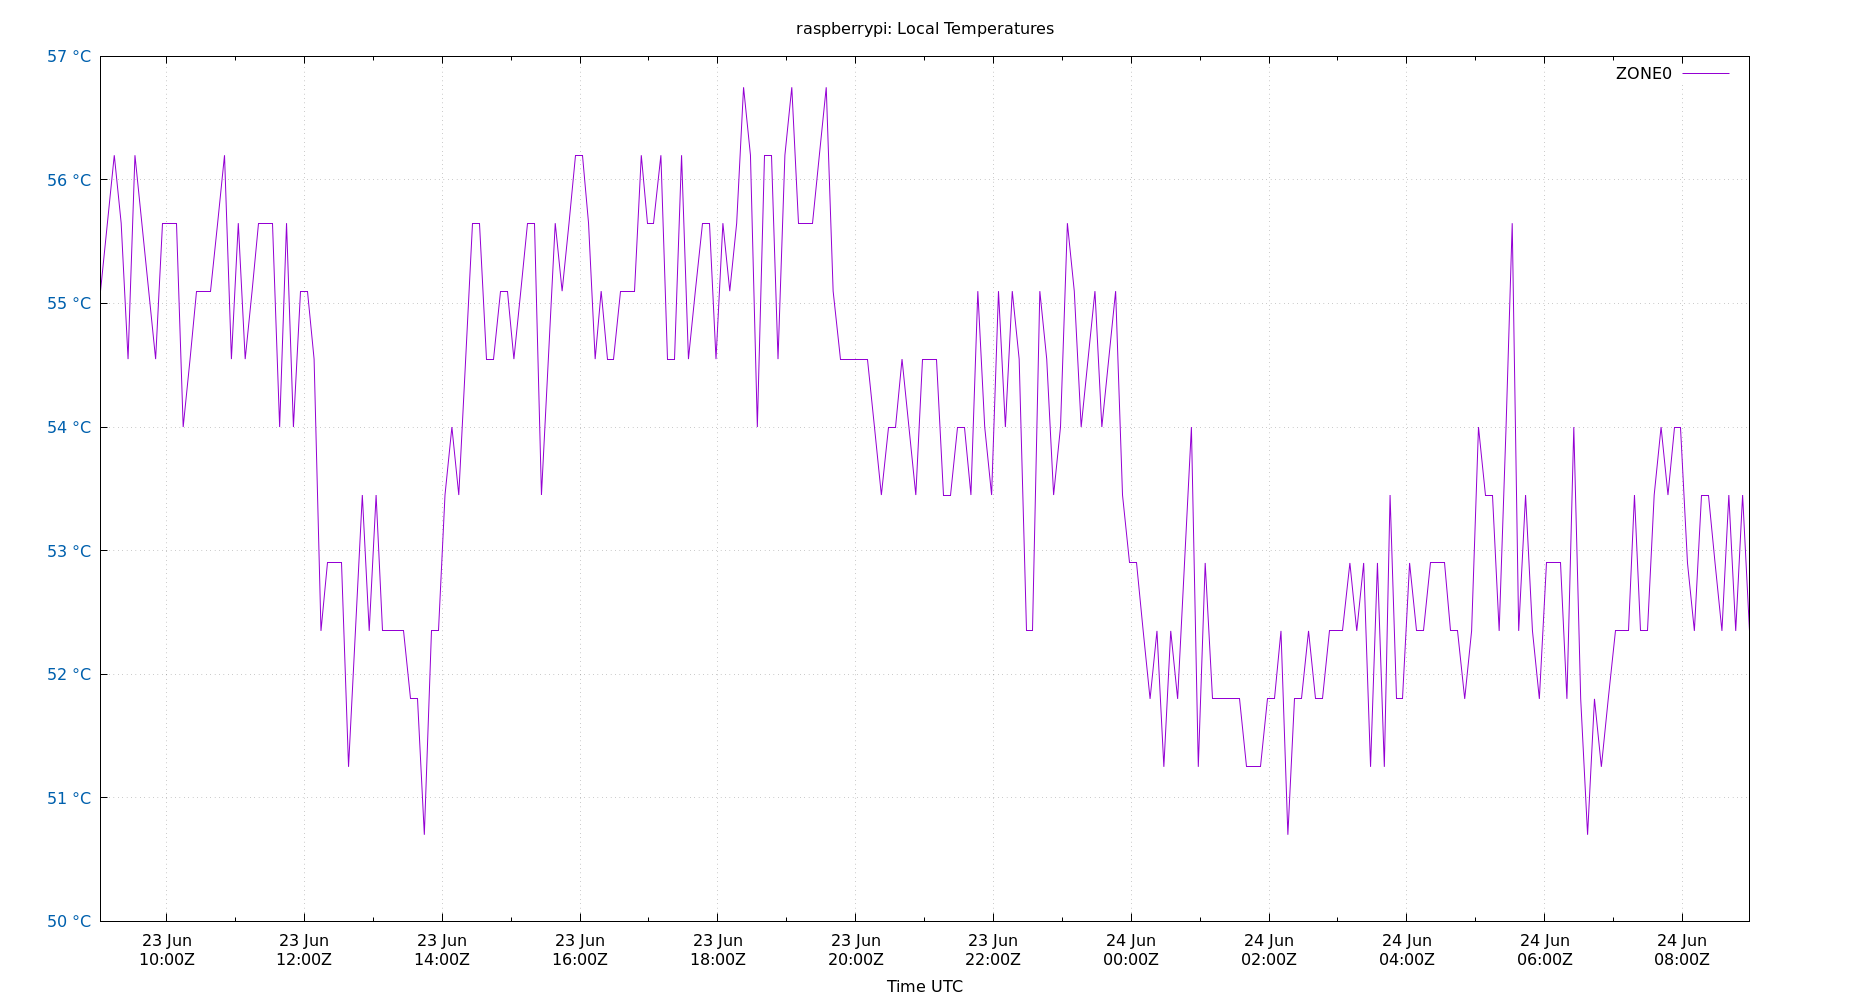 raspberrypi: Local Temperatures
57 °C
ZONE0
56 °C
55 °C
54 °C
53 °C
52 °C
51 °C
50 °C
23 Jun 23 Jun 23 Jun 23 Jun 23 Jun 23 Jun 23 Jun 24 Jun 24 Jun 24 Jun 24 Jun 24 Jun
10:00Z 12:00Z 14:00Z 16:00Z 18:00Z 20:00Z 22:00Z 00:00Z 02:00Z 04:00Z 06:00Z 08:00Z
Time UTC